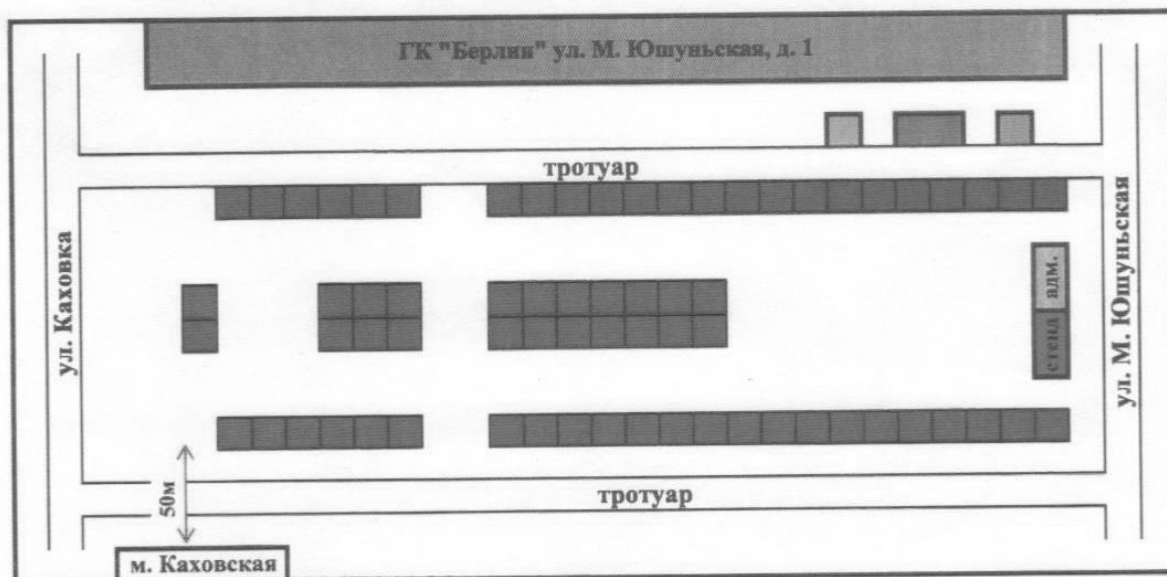 ГК "Берлин" ул. М. Юшуньская, д. 1
тротуар
ул. Каховка
ул. М. Юшуньская
адм.
стенд
50м
тротуар
м. Каховская